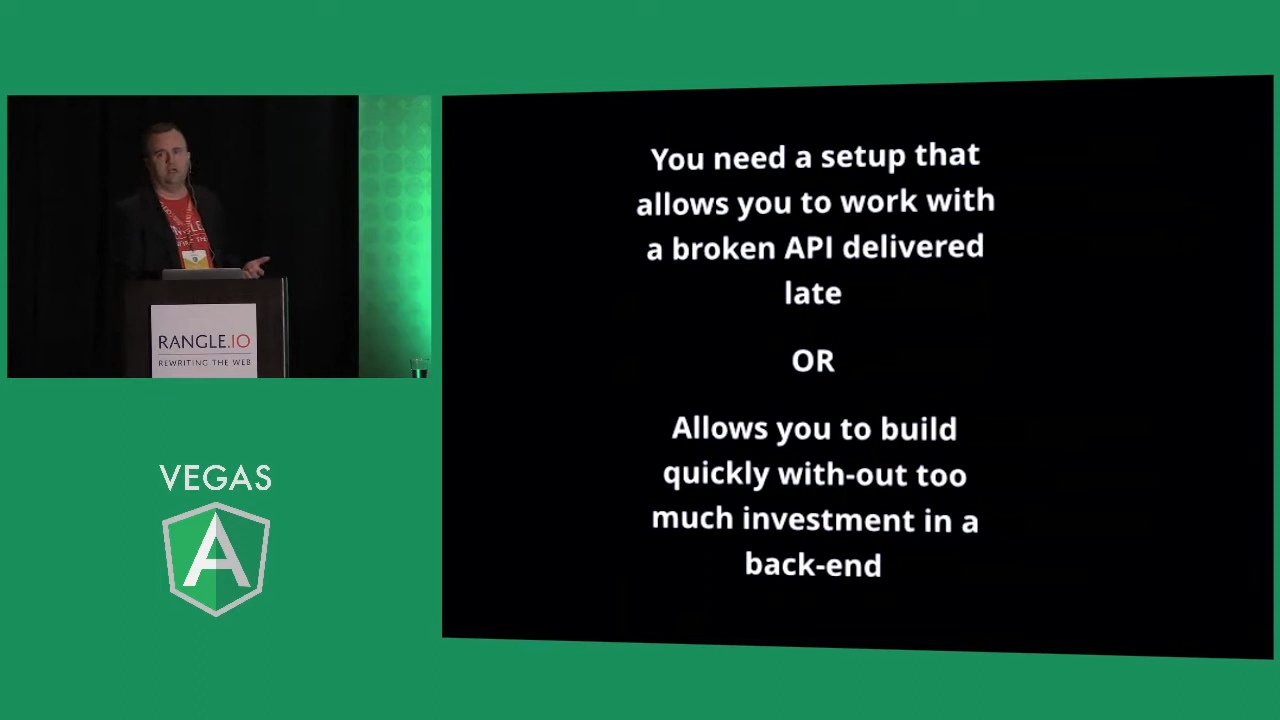 You need a setup that
allows you to work with
a broken API delivered
late
OR
Allows you to build
quickly with-out too
much investment in a
back-end
RANGLE.IO
REWRITING THE WEB
VEGAS
A